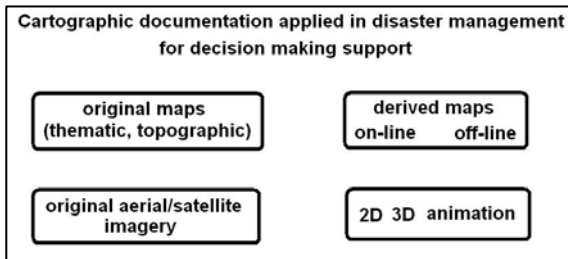 Cartographic documentation applied in disaster management
for decision making support
original maps
(thematic, topographic)
derived maps
on-line off-line
original aerial/satellite
imagery
2D 3D animation